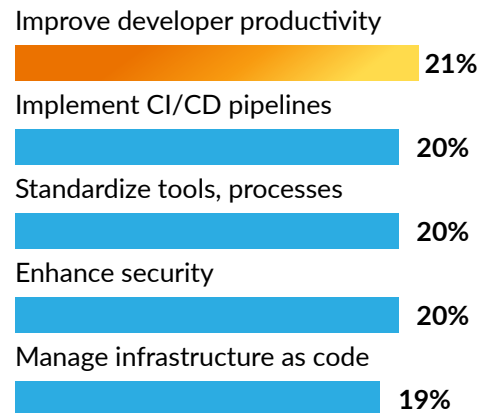 Improve developer productivity
21%
Implement CI/CD pipelines
20%
Standardize tools, processes
20%
Enhance security
20%
Manage infrastructure as code
19%